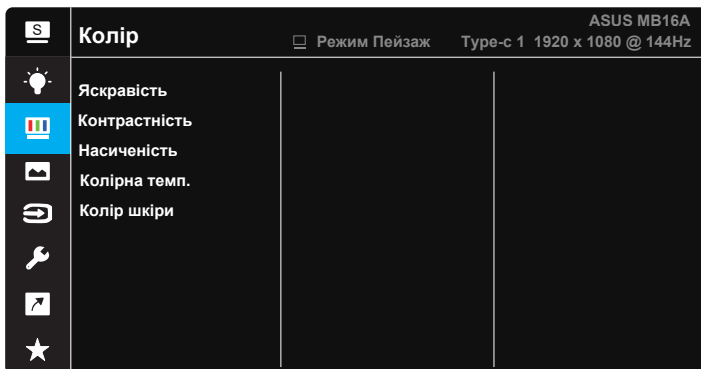 S
Колір
ASUS MB16A
Режим Пейзаж Type-c 1 1920 x 1080 @ 144Hz
Яскравість
Контрастність
Насиченість
Колірна темп.
Колір шкіри